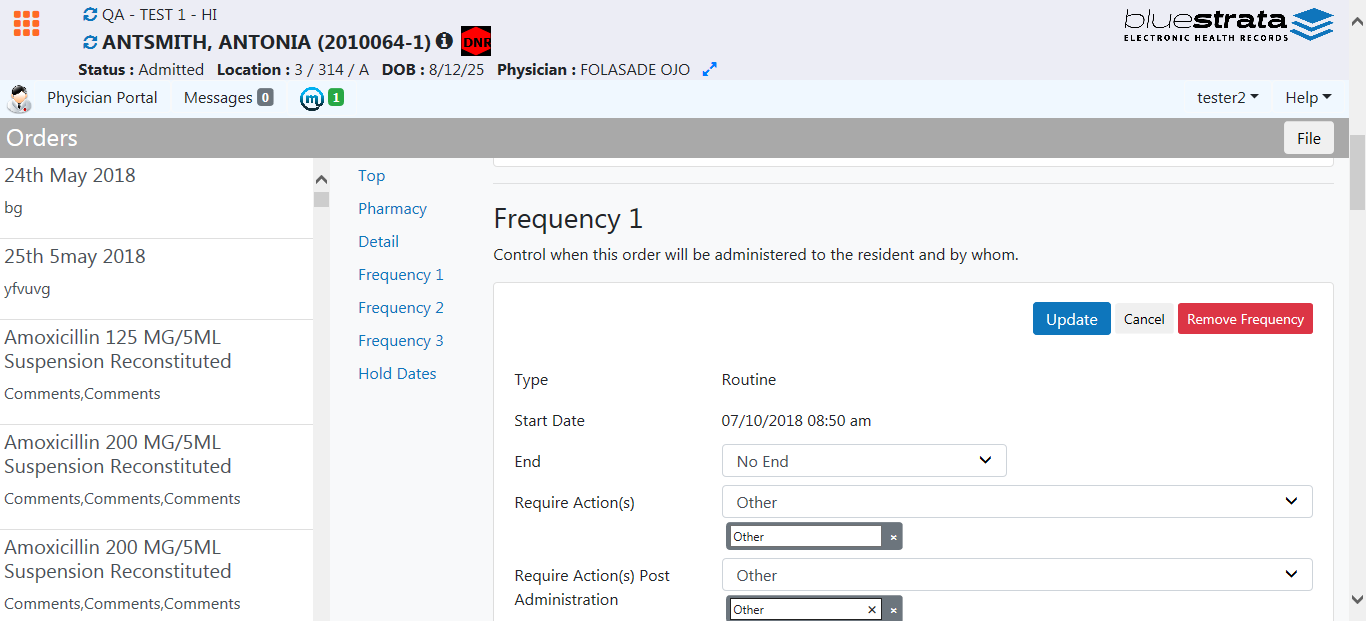 QA - TEST 1 - HI
ANTSMITH, ANTONIA (2010064-1) DNR
Status : Admitted Location : 3 / 314 / A DOB : 8/12/25 Physician : FOLASADE OJO
bluestrata
ELECTRONIC HEALTH RECORDS
Physician Portal Messages 0 m 1 tester2 Help
Orders File
24th May 2018
bg
25th 5may 2018
yfvuvg
Amoxicillin 125 MG/5ML
Suspension Reconstituted
Comments,Comments
Amoxicillin 200 MG/5ML
Suspension Reconstituted
Comments,Comments,Comments
Amoxicillin 200 MG/5ML
Suspension Reconstituted
Comments,Comments,Comments
Top
Pharmacy
Detail
Frequency 1
Frequency 2
Frequency 3
Hold Dates
Frequency 1
Control when this order will be administered to the resident and by whom.
Update Cancel Remove Frequency
Type Routine
Start Date 07/10/2018 08:50 am
End No End
Require Action(s) Other
Other ×
Require Action(s) Post
Administration
Other
Other × ×